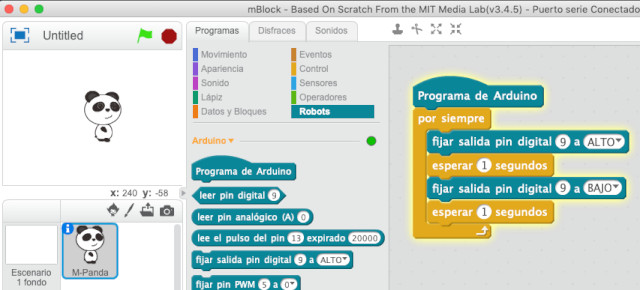 mBlock - Based On Scratch From the MIT Media Lab(v3.4.5) - Puerto serie Conectado
Untitled
x: 240 y: -58
Escenario
1 fondo
M-Panda
Programas
Disfraces
Sonidos
Movimiento
Apariencia
Sonido
Lápiz
Datos y Bloques
Eventos
Control
Sensores
Operadores
Robots
Arduino
Programa de Arduino
leer pin digital 9
leer pin analógico (A) 0
lee el pulso del pin 13 expirado 20000
fijar salida pin digital 9 a ALTO
fijar pin PWM 5 a 0
Programa de Arduino
por siempre
fijar salida pin digital 9 a ALTO
esperar 1 segundos
fijar salida pin digital 9 a BAJO
esperar 1 segundos